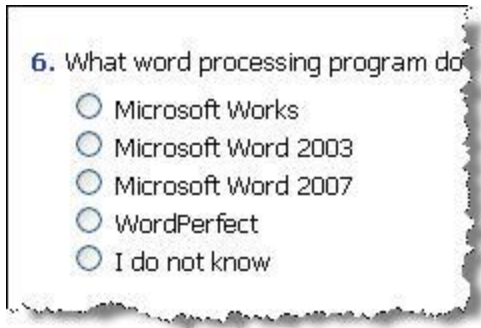 6. What word processing program do
Microsoft Works
Microsoft Word 2003
Microsoft Word 2007
WordPerfect
I do not know